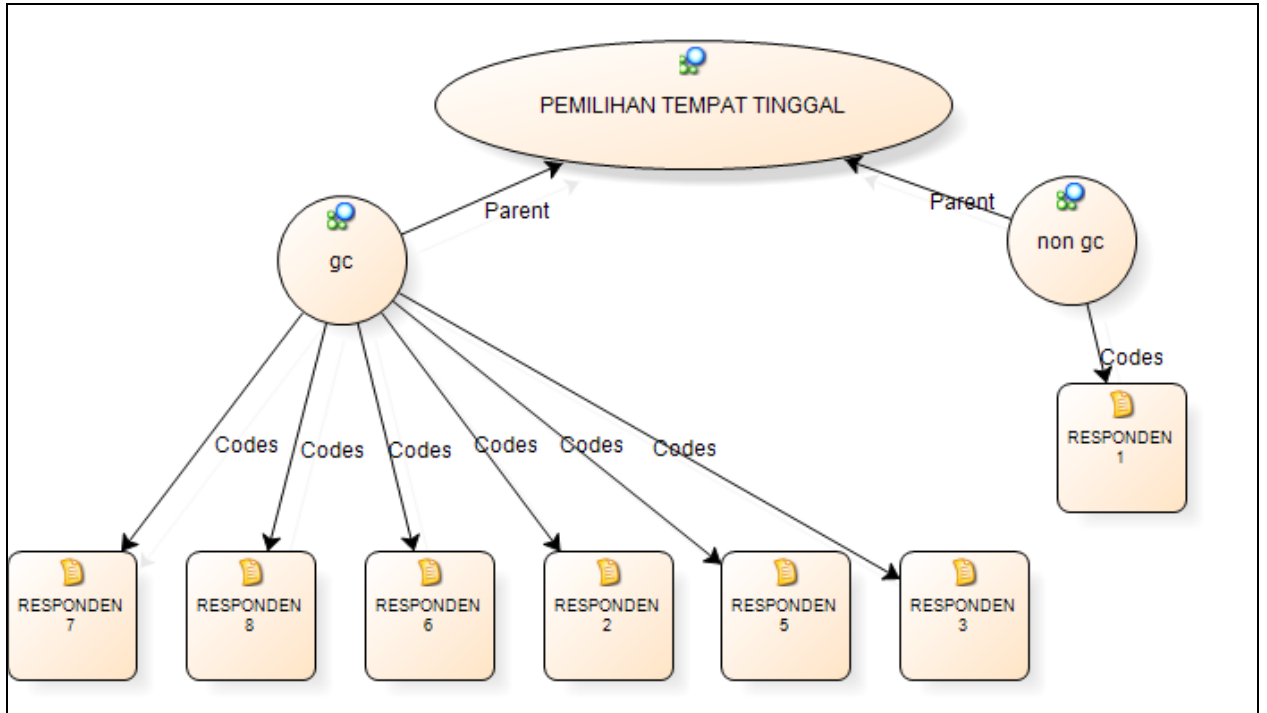 PEMILIHAN TEMPAT TINGGAL
Parent
Parent
gc
non gc
Codes
Codes
Codes
Codes
Codes
Codes
Codes
RESPONDEN
1
RESPONDEN
7
RESPONDEN
8
RESPONDEN
6
RESPONDEN
2
RESPONDEN
5
RESPONDEN
3